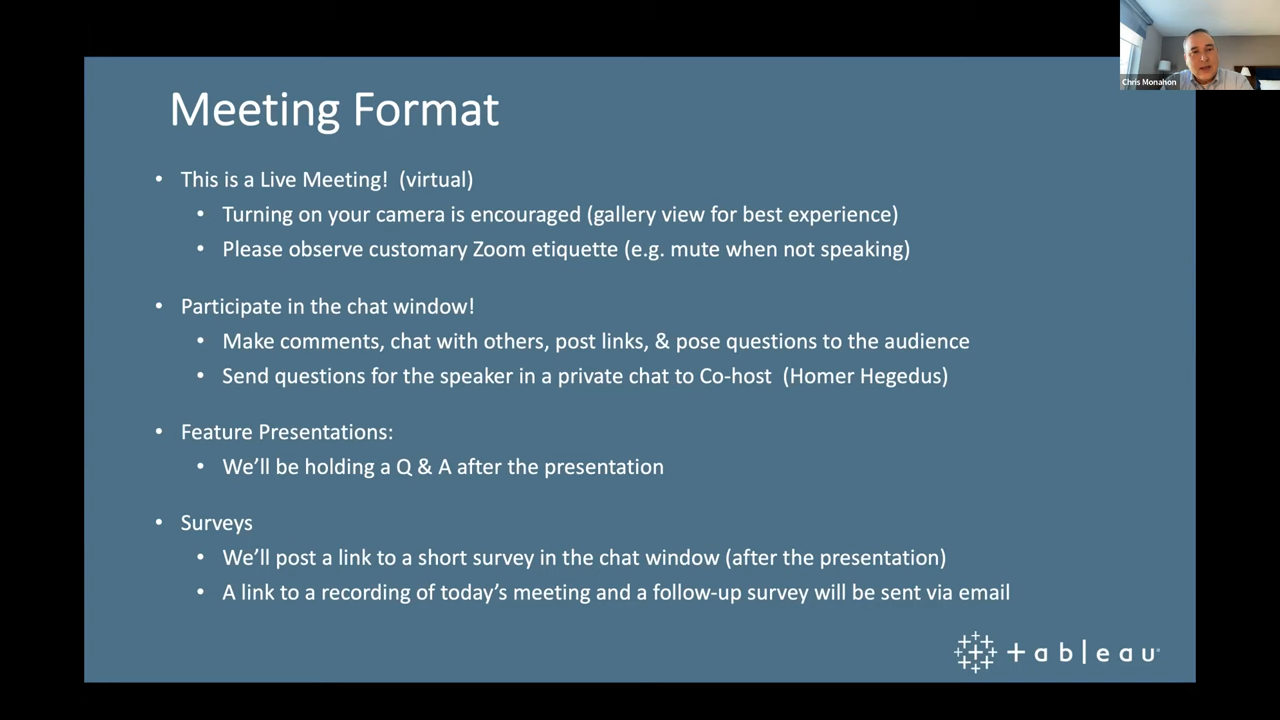 Chris Monahon
Meeting Format
• This is a Live Meeting! (virtual)
• Turning on your camera is encouraged (gallery view for best experience)
• Please observe customary Zoom etiquette (e.g. mute when not speaking)
• Participate in the chat window!
• Make comments, chat with others, post links, & pose questions to the audience
• Send questions for the speaker in a private chat to Co-host (Homer Hegedus)
• Feature Presentations:
• We’ll be holding a Q & A after the presentation
• Surveys
• We’ll post a link to a short survey in the chat window (after the presentation)
• A link to a recording of today’s meeting and a follow-up survey will be sent via email
+ableau